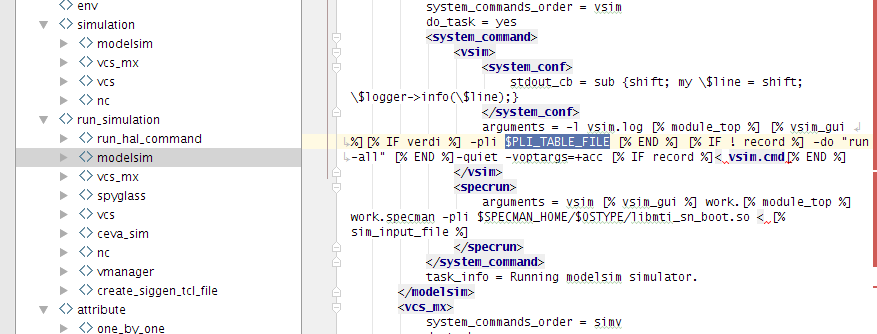 env
simulation
modelsim
vcs_mx
vcs
nc
run_simulation
run_hal_command
modelsim
vcs_mx
spyglass
vcs
ceva_sim
nc
vmanager
create_siggen_tcl_file
attribute
one_by_one
system_commands_order = vsim
do_task = yes
<system_command>
<vsim>
<system_conf>
stdout_cb = sub {shift; my \$line = shift;
\$logger->info(\$line);}
</system_conf>
arguments = -l vsim.log [% module_top %] [% vsim_gui
%][% IF verdi %] -pli $PLI_TABLE_FILE [% END %] [% IF ! record %] -do "run
-all" [% END %]-quiet -voptargs=+acc [% IF record %]< vsim.cmd[% END %]
</vsim>
<specrun>
arguments = vsim [% vsim_gui %] work.[% module_top %]
work.specman -pli $SPECMAN_HOME/$OSTYPE/libmti_sn_boot.so < [%
sim_input_file %]
</specrun>
</system_command>
task_info = Running modelsim simulator.
</modelsim>
<vcs_mx>
system_commands_order = simv